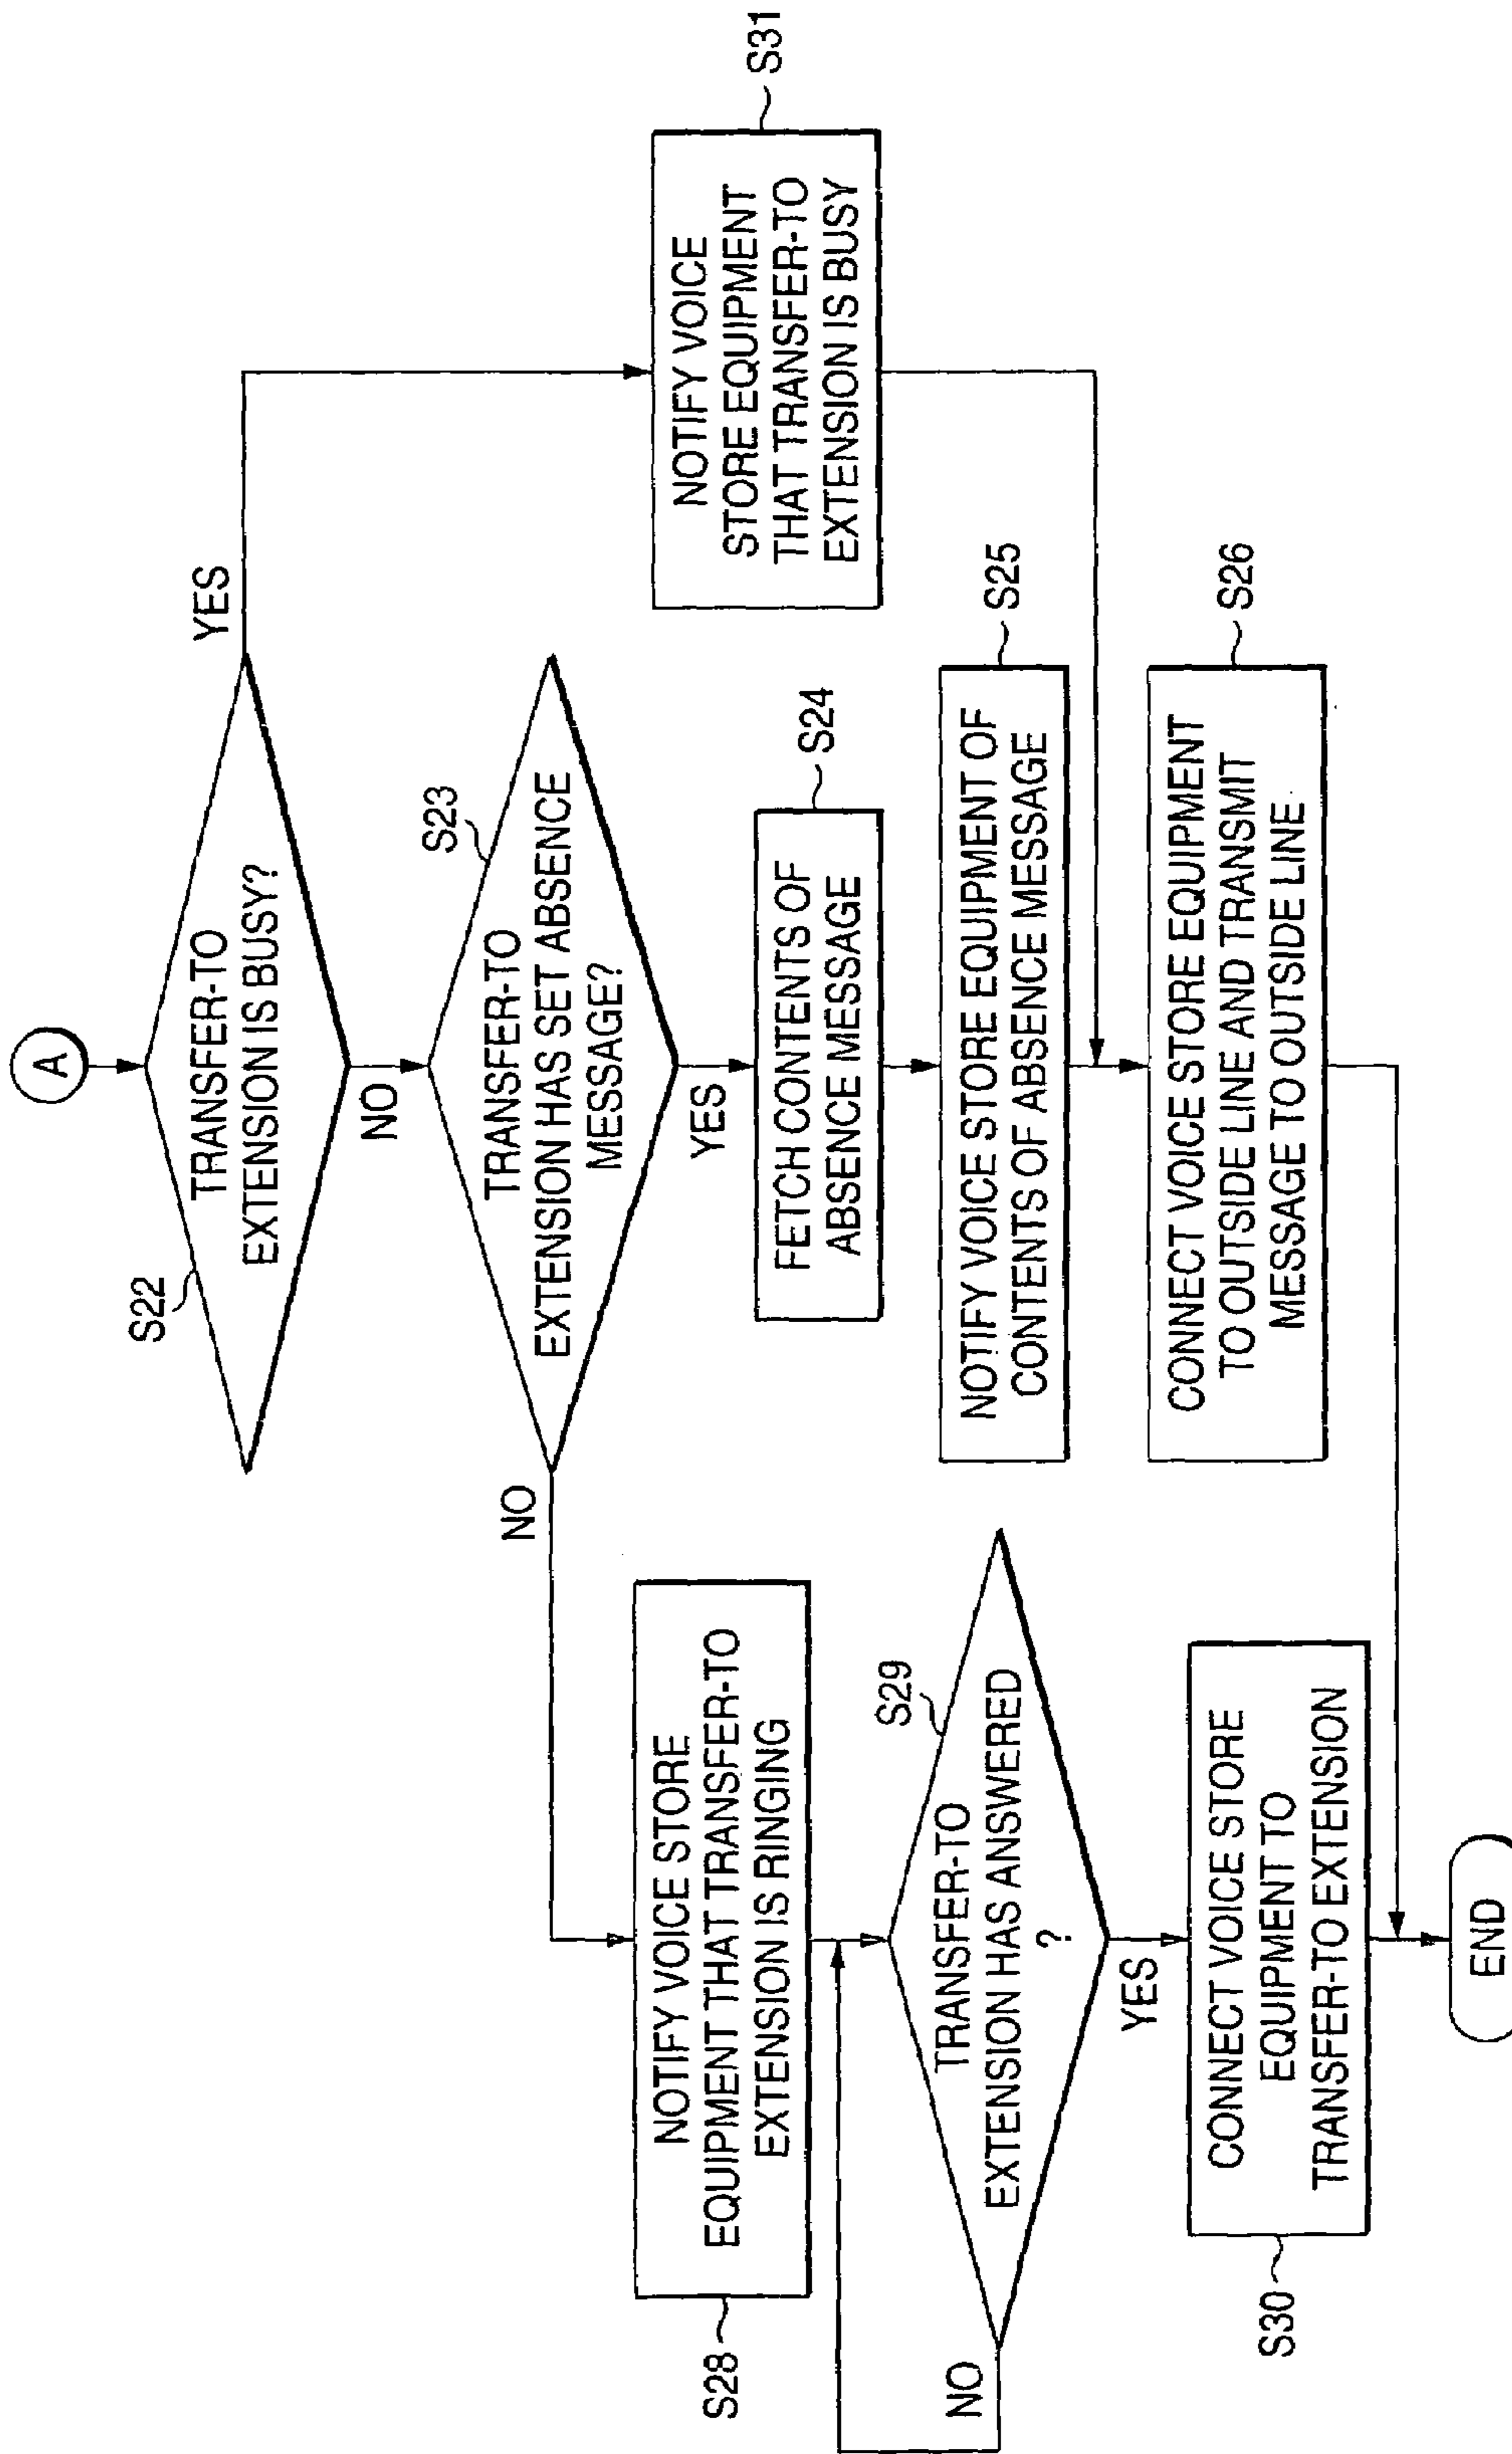 A
S22
TRANSFER-TO
EXTENSION IS BUSY?
YES
NO
S23
TRANSFER-TO
EXTENSION HAS SET ABSENCE
MESSAGE?
NO
YES
S24
FETCH CONTENTS OF
ABSENCE MESSAGE
S25
NOTIFY VOICE STORE EQUIPMENT OF
CONTENTS OF ABSENCE MESSAGE
S26
CONNECT VOICE STORE EQUIPMENT
TO OUTSIDE LINE AND TRANSMIT
MESSAGE TO OUTSIDE LINE
S31
NOTIFY VOICE
STORE EQUIPMENT
THAT TRANSFER-TO
EXTENSION IS BUSY
S28
NOTIFY VOICE STORE
EQUIPMENT THAT TRANSFER-TO
EXTENSION IS RINGING
S29
TRANSFER-TO
EXTENSION HAS ANSWERED
?
NO
YES
S30
CONNECT VOICE STORE
EQUIPMENT TO
TRANSFER-TO EXTENSION
END